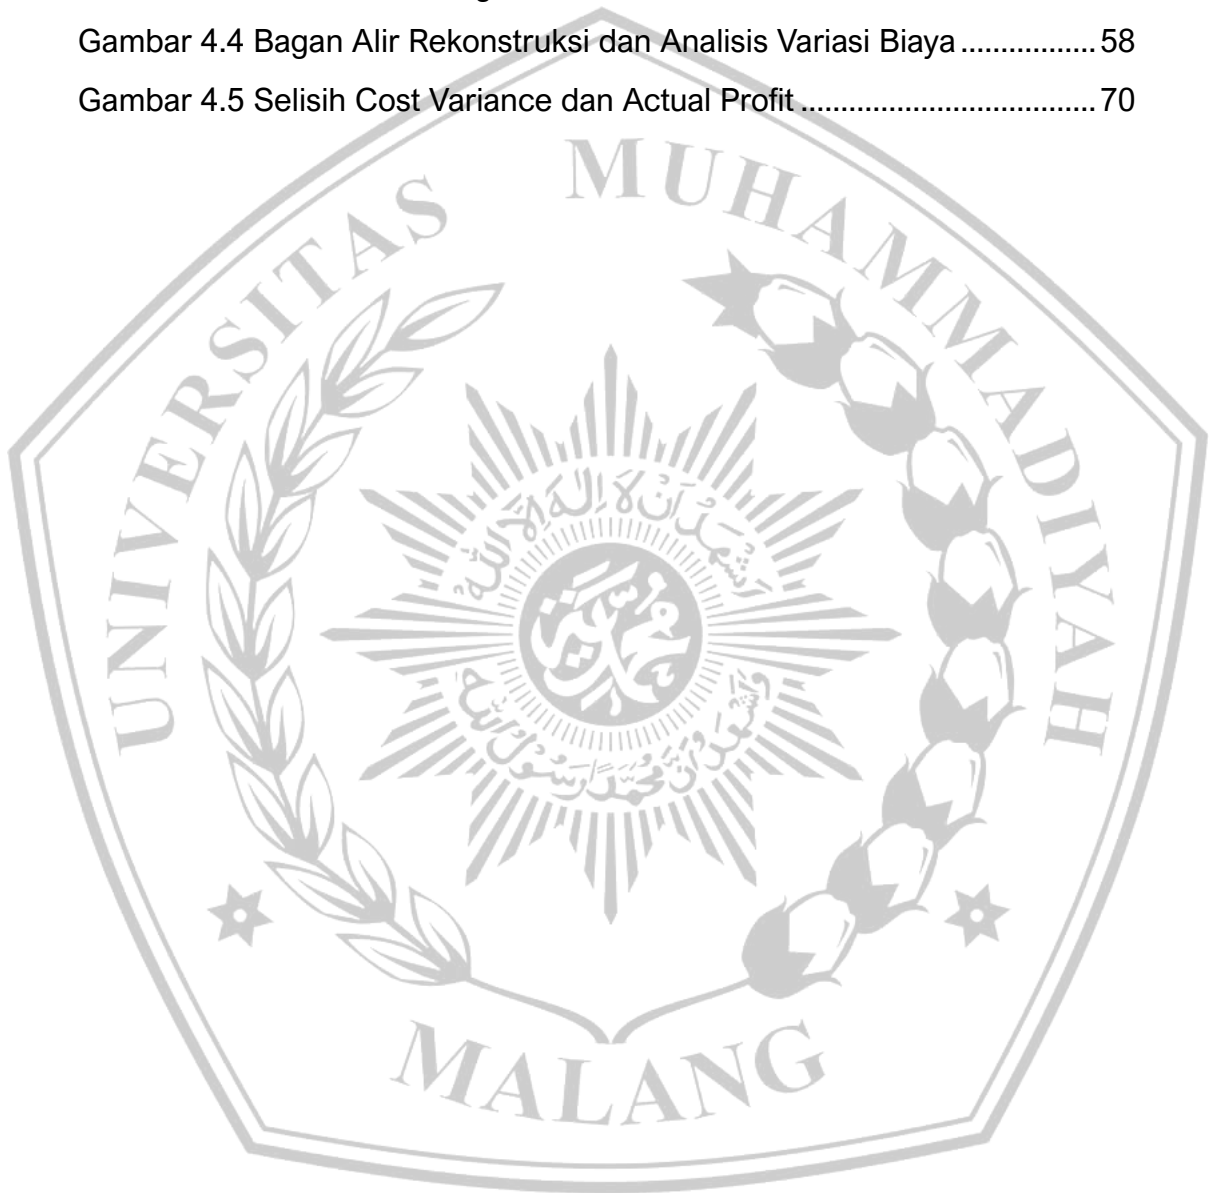 Gambar 4.4 Bagan Alir Rekonstruksi dan Analisis Variasi Biaya ................. 58
Gambar 4.5 Selisih Cost Variance dan Actual Profit ..................................... 70
UNIVERSITAS MUHAMMADIYAH
MALANG